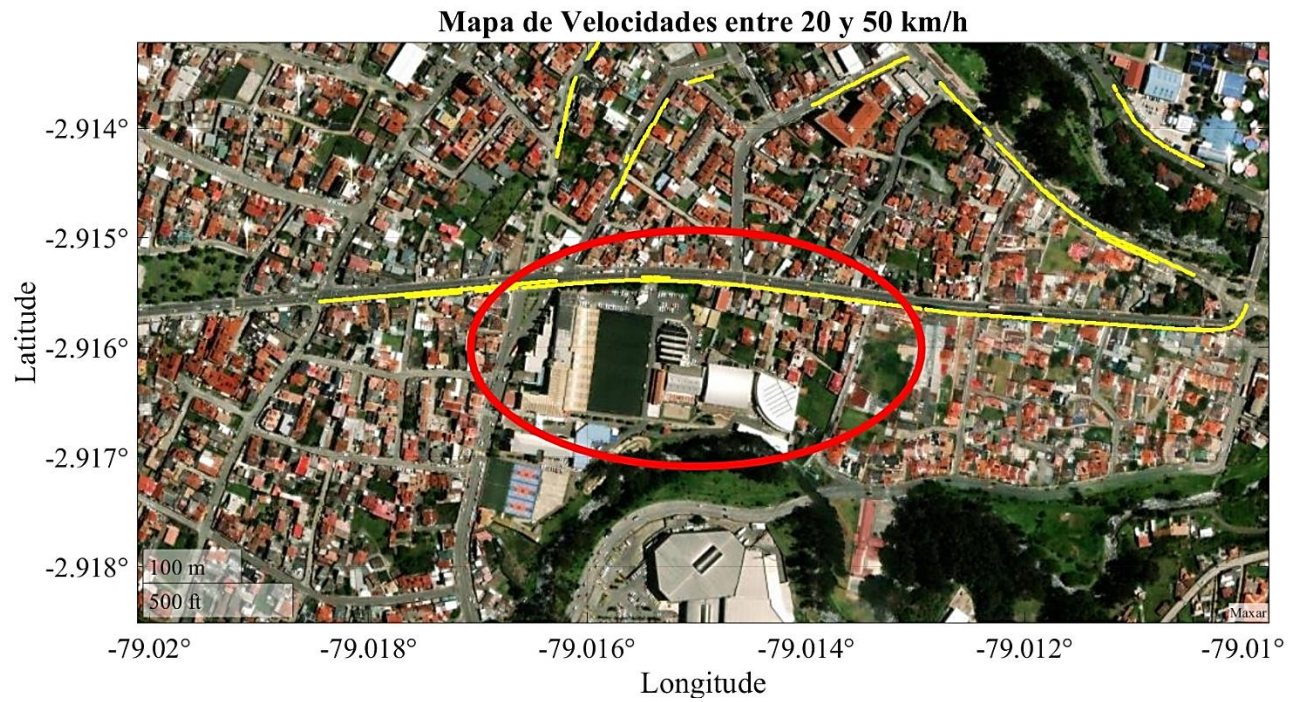 Mapa de Velocidades entre 20 y 50 km/h
Latitude
-2.914°
-2.915°
-2.916°
-2.917°
-2.918°
100 m
500 ft
Maxar
-79.02°
-79.018°
-79.016°
-79.014°
-79.012°
-79.01°
Longitude